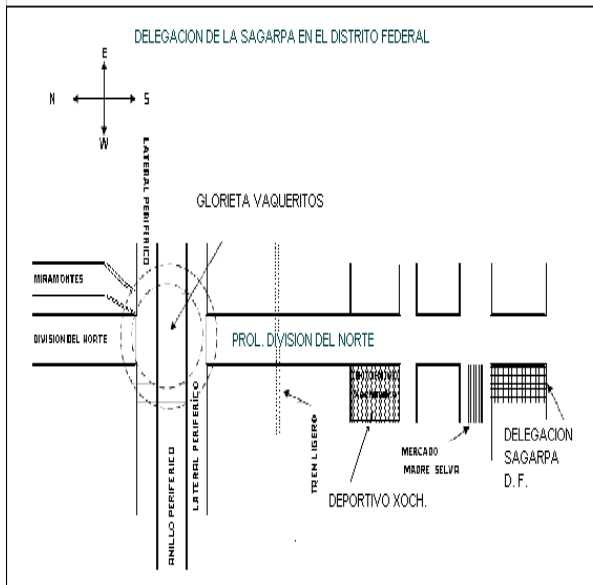 DELEGACION DE LA SAGARPA EN EL DISTRITO FEDERAL
E
N
S
W
LATERAL PERIFERICO
GLORIETA VAQUERITOS
MIRAMONTES
DIVISION DEL NORTE
PROL. DIVISION DEL NORTE
LATERAL PERIFERICO
ANILLO PERIFERICO
TREN LIGERO
DEPORTIVO XOCH.
MERCADO
MADRE SELVA
DELEGACION
SAGARPA
D. F.